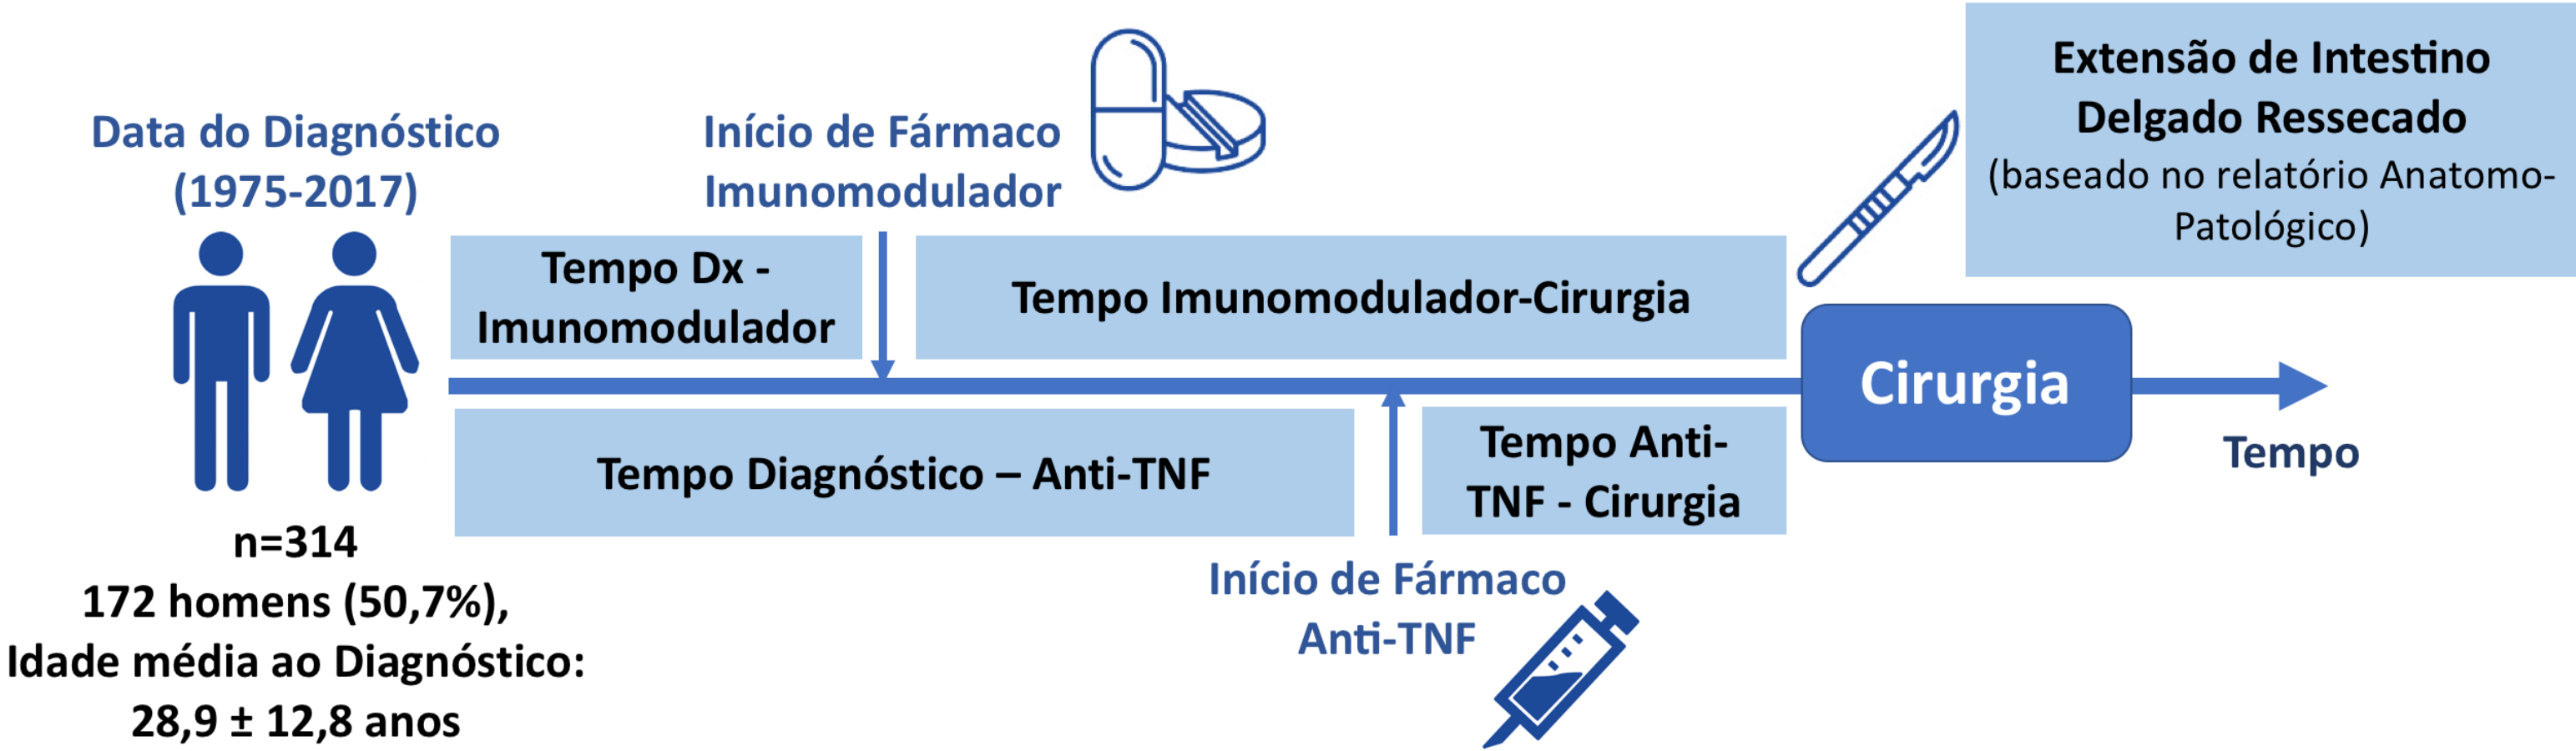 Data do Diagnóstico
(1975-2017)
n=314
172 homens (50,7%),
Idade média ao Diagnóstico:
28,9 ± 12,8 anos
Tempo Dx -
Imunomodulador
Início de Fármaco
Imunomodulador
Tempo Imunomodulador-Cirurgia
Tempo Diagnóstico – Anti-TNF
Início de Fármaco
Anti-TNF
Tempo Anti-
TNF - Cirurgia
Cirurgia
Extensão de Intestino
Delgado Ressecado
(baseado no relatório Anatomo-
Patológico)
Tempo